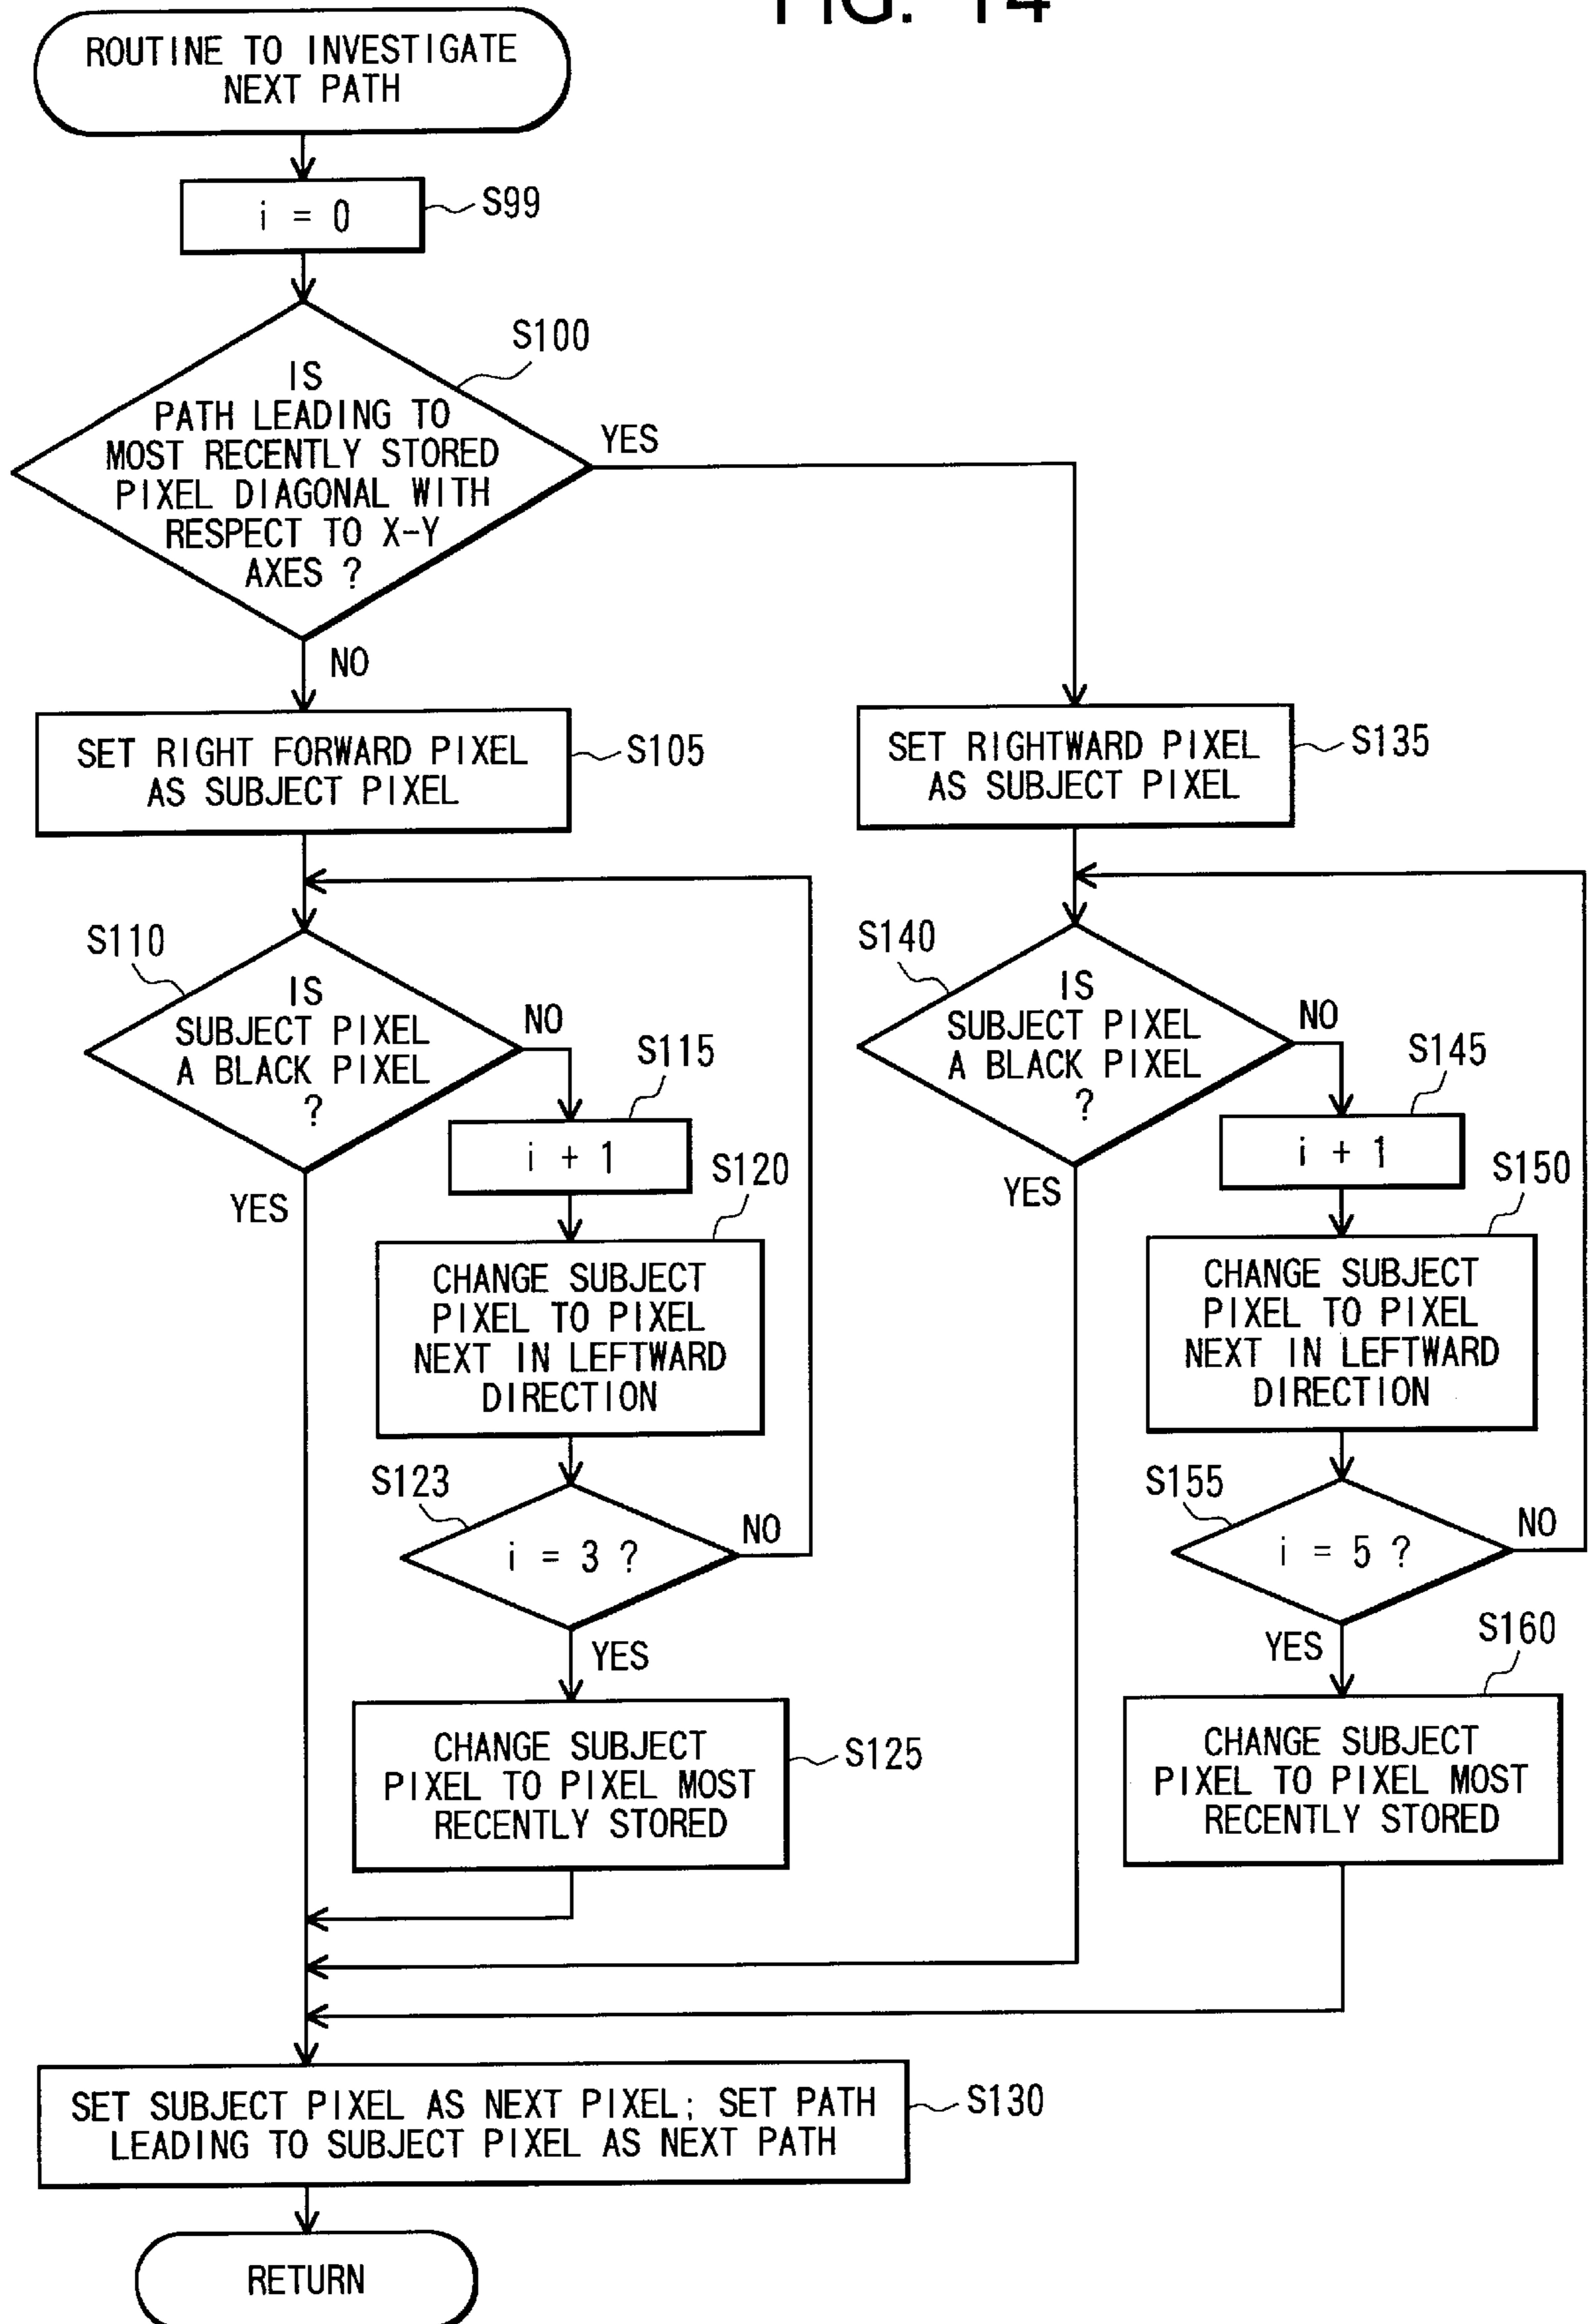 FIG. 14
ROUTINE TO INVESTIGATE
NEXT PATH
i = 0
S99
S100
IS
PATH LEADING TO
MOST RECENTLY STORED
PIXEL DIAGONAL WITH
RESPECT TO X-Y
AXES ?
YES
NO
SET RIGHT FORWARD PIXEL
AS SUBJECT PIXEL
S105
SET RIGHTWARD PIXEL
AS SUBJECT PIXEL
S135
S110
IS
SUBJECT PIXEL
A BLACK PIXEL
?
NO
YES
S115
i + 1
S120
CHANGE SUBJECT
PIXEL TO PIXEL
NEXT IN LEFTWARD
DIRECTION
S123
i = 3 ?
NO
YES
CHANGE SUBJECT
PIXEL TO PIXEL MOST
RECENTLY STORED
S125
S140
IS
SUBJECT PIXEL
A BLACK PIXEL
?
NO
YES
S145
i + 1
S150
CHANGE SUBJECT
PIXEL TO PIXEL
NEXT IN LEFTWARD
DIRECTION
S155
i = 5 ?
NO
YES
S160
CHANGE SUBJECT
PIXEL TO PIXEL MOST
RECENTLY STORED
SET SUBJECT PIXEL AS NEXT PIXEL; SET PATH
LEADING TO SUBJECT PIXEL AS NEXT PATH
S130
RETURN